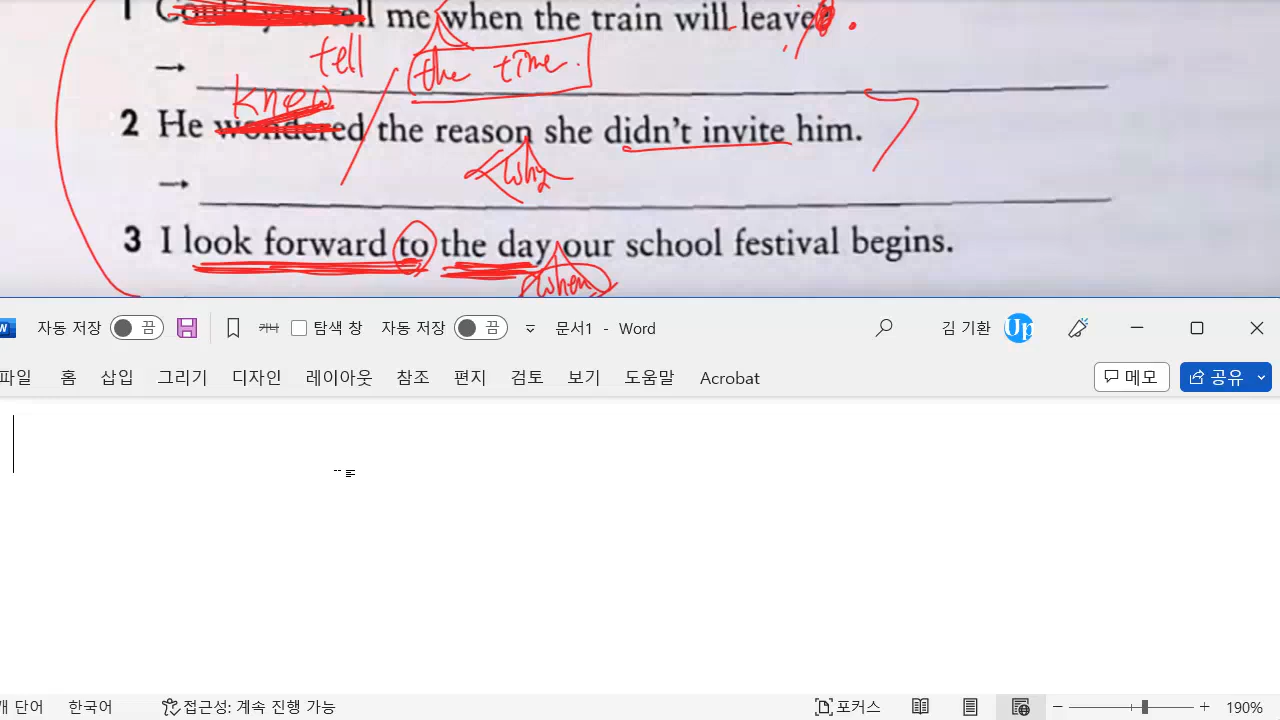 1 Could you tell me when the train will leave?.
tell
the time.
→
knew
2 He wondered the reason she didn't invite him.
why
→
3 I look forward to the day our school festival begins.
when
자동 저장 끔 가나 탐색 창 자동 저장 끔 문서1 - Word 김 기환 Up
파일 홈 삽입 그리기 디자인 레이아웃 참조 편지 검토 보기 도움말 Acrobat 메모 공유
개 단어 한국어 접근성: 계속 진행 가능 포커스 190%